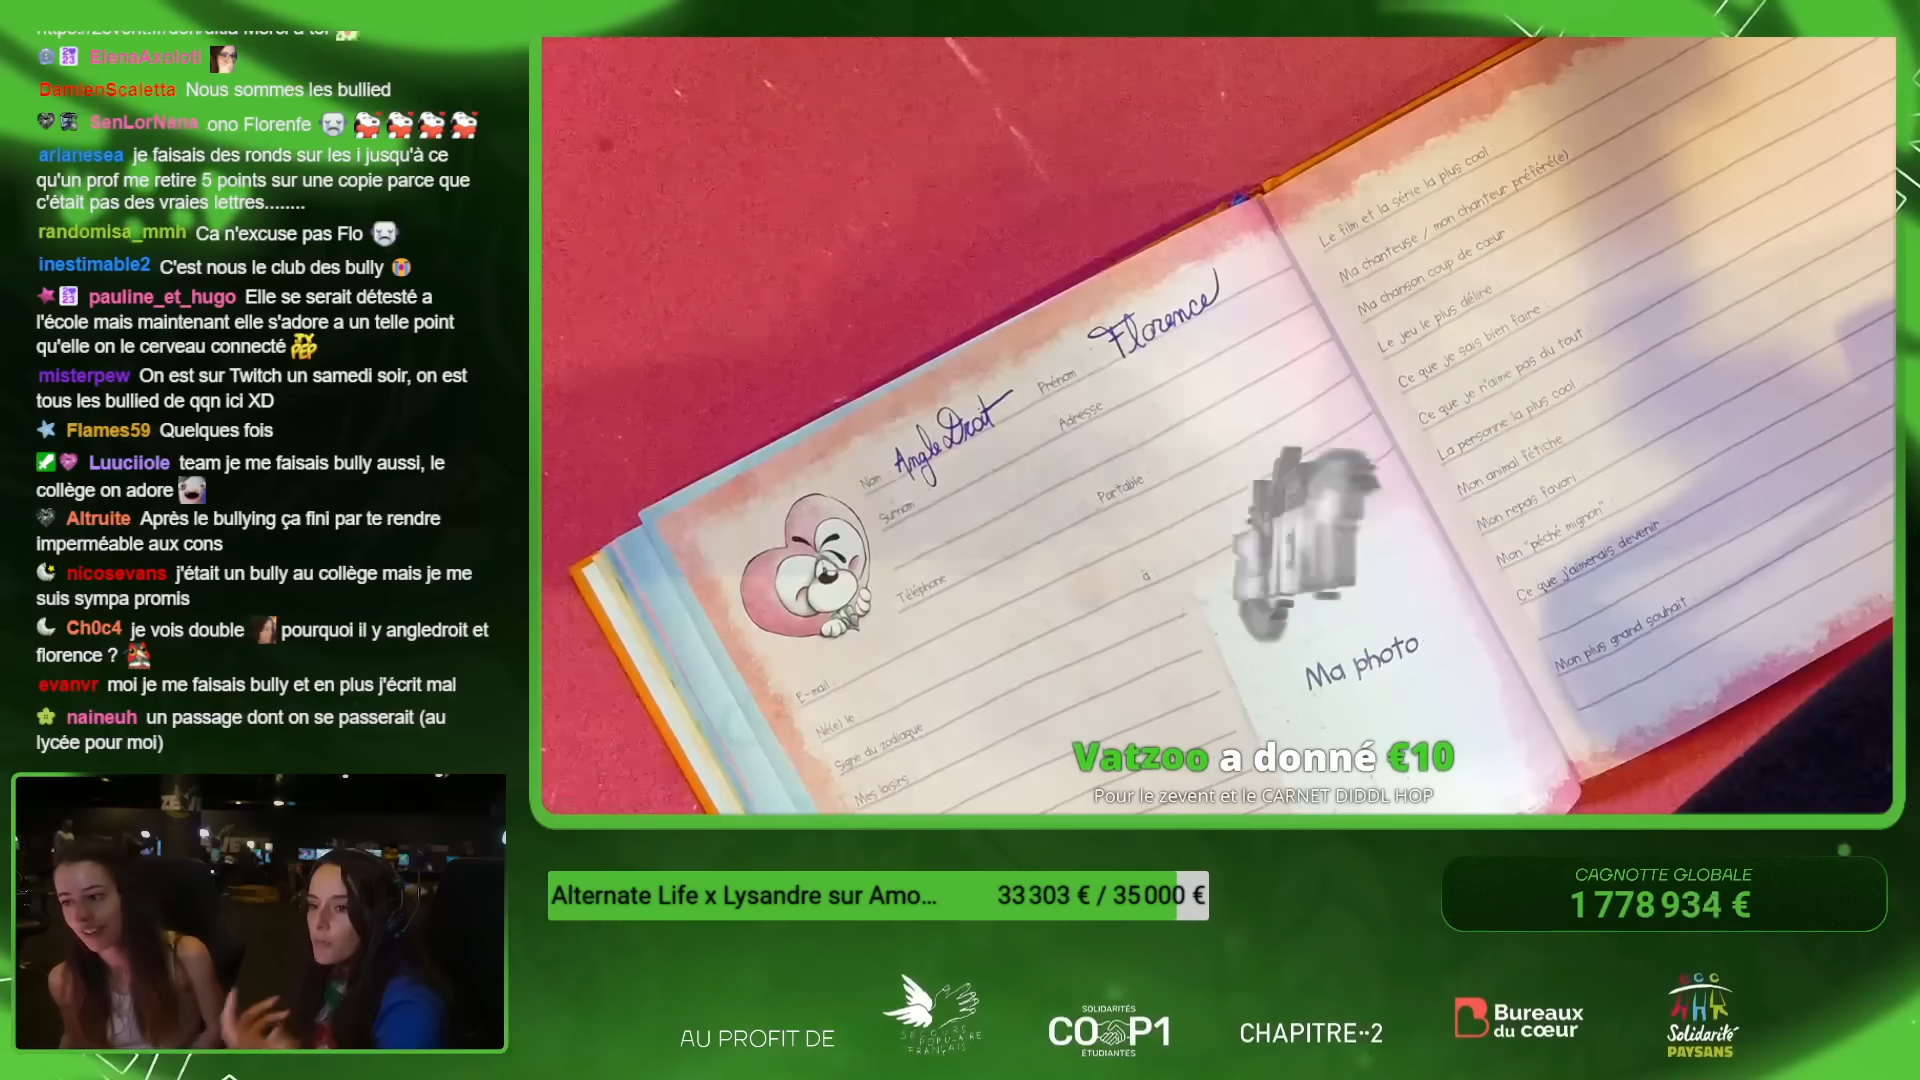 ElenaAxolotl
DamienScaletta Nous sommes les bullied
SenLorNana ono Florenfe
arianesea je faisais des ronds sur les i jusqu'à ce
qu'un prof me retire 5 points sur une copie parce que
c'était pas des vraies lettres........
randomisa_mmh Ca n'excuse pas Flo
inestimable2 C'est nous le club des bully
pauline_et_hugo Elle se serait détesté a
l'école mais maintenant elle s'adore a un telle point
qu'elle on le cerveau connecté
misterpew On est sur Twitch un samedi soir, on est
tous les bullied de qqn ici XD
Flames59 Quelques fois
Luuciiole team je me faisais bully aussi, le
collège on adore
Altruite Après le bullying ça fini par te rendre
imperméable aux cons
nicosevans j'était un bully au collège mais je me
suis sympa promis
Ch0c4 je vois double pourquoi il y angledroit et
florence ?
evanvr moi je me faisais bully et en plus j'écrit mal
naineuh un passage dont on se passerait (au
lycée pour moi)
Nom Angle Droit Prénom Florence
Surnom Adresse
Téléphone Portable
E-mail
Né(e) le à
Signe du zodiaque
Mes loisirs
Ma photo
Le film et la série la plus cool :
Ma chanteuse / mon chanteur préféré(e)
Ma chanson coup de cœur :
Le jeu le plus délire
Ce que je sais bien faire :
Ce que je n'aime pas du tout :
La personne la plus cool
Mon animal fétiche
Mon repas favori :
Mon "péché mignon" :
Ce que j'aimerais devenir
Mon plus grand souhait
Vatzoo a donné €10
Pour le zevent et le CARNET DIDDL HOP
Alternate Life x Lysandre sur Amo... 33 303 € / 35 000 €
CAGNOTTE GLOBALE
1 778 934 €
AU PROFIT DE
SECOURS
POPULAIRE
FRANÇAIS
SOLIDARITÉS
CO P1
ÉTUDIANTES
CHAPITRE··2
Bureaux
du cœur
Solidarité
PAYSANS